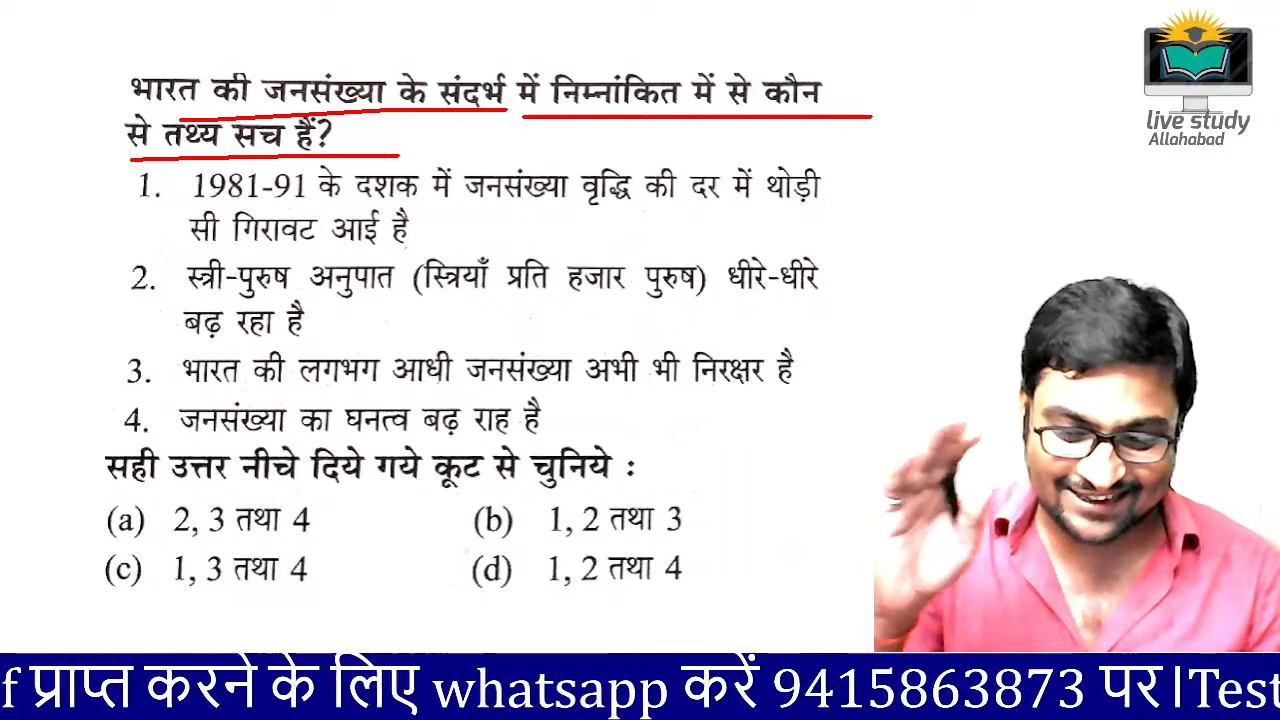 live study
Allahabad
भारत की जनसंख्या के संदर्भ में निम्नांकित में से कौन
से तथ्य सच हैं?
1. 1981-91 के दशक में जनसंख्या वृद्धि की दर में थोड़ी
सी गिरावट आई है
2. स्त्री-पुरुष अनुपात (स्त्रियाँ प्रति हजार पुरुष) धीरे-धीरे
बढ़ रहा है
3. भारत की लगभग आधी जनसंख्या अभी भी निरक्षर है
4. जनसंख्या का घनत्व बढ़ राह है
सही उत्तर नीचे दिये गये कूट से चुनिये :
(a) 2, 3 तथा 4 (b) 1, 2 तथा 3
(c) 1, 3 तथा 4 (d) 1, 2 तथा 4
f प्राप्त करने के लिए whatsapp करें 9415863873 पर।Test